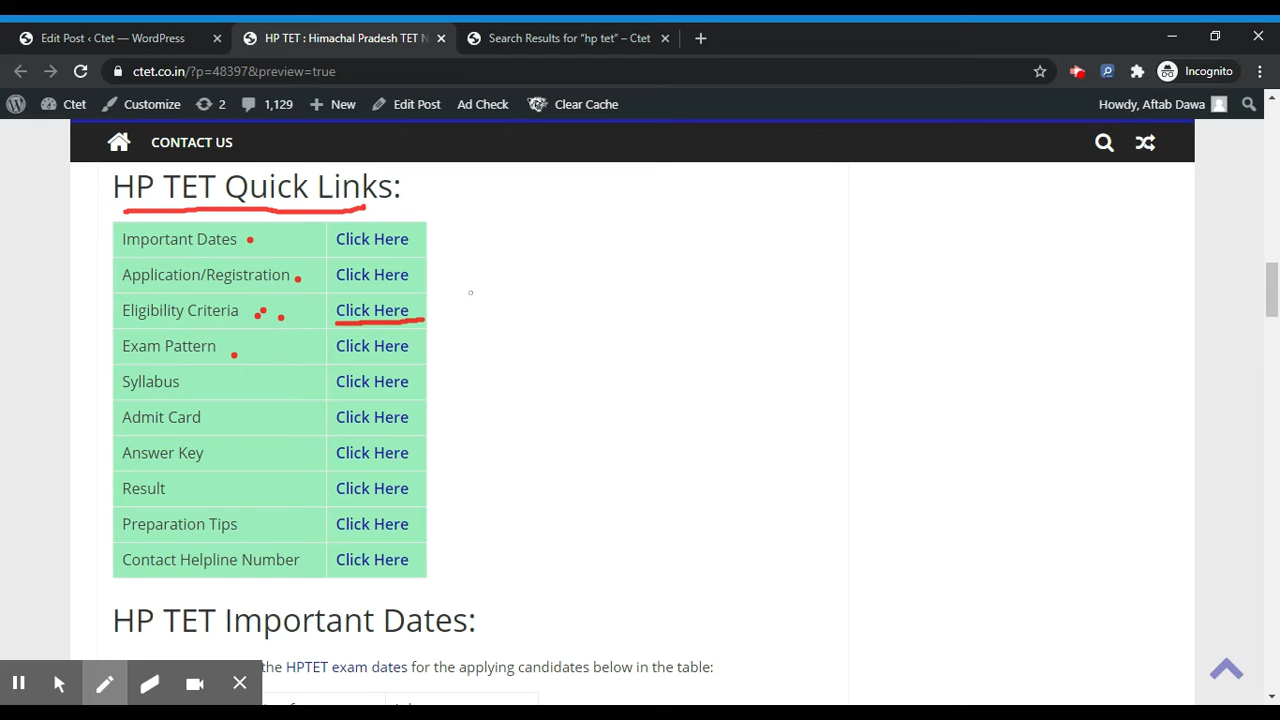 Edit Post ‹ Ctet — WordPress
HP TET : Himachal Pradesh TET N
Search Results for “hp tet” – Ctet
ctet.co.in/?p=48397&preview=true
Incognito
Ctet
Customize
2
1,129
New
Edit Post
Ad Check
Clear Cache
Howdy, Aftab Dawa
CONTACT US
HP TET Quick Links:
Important Dates Click Here
Application/Registration Click Here
Eligibility Criteria Click Here
Exam Pattern Click Here
Syllabus Click Here
Admit Card Click Here
Answer Key Click Here
Result Click Here
Preparation Tips Click Here
Contact Helpline Number Click Here
HP TET Important Dates:
the HPTET exam dates for the applying candidates below in the table: